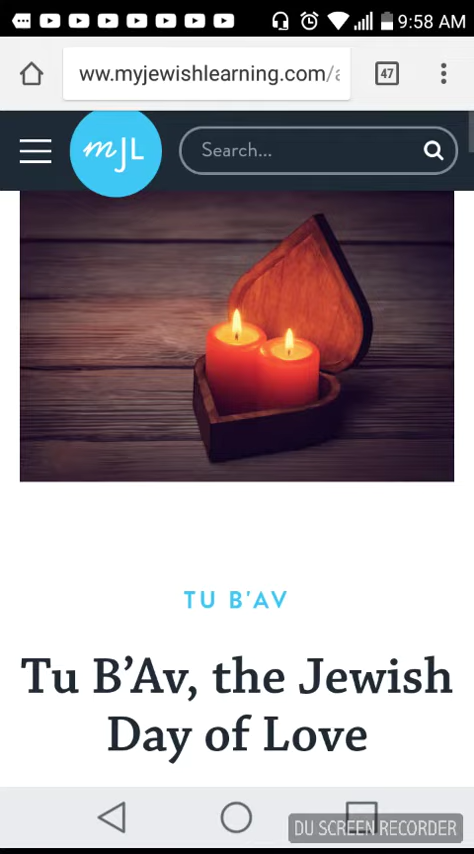 9:58 AM
ww.myjewishlearning.com/a
47
mJL
Search...
TU B'AV
Tu B’Av, the Jewish
Day of Love
DU SCREEN RECORDER